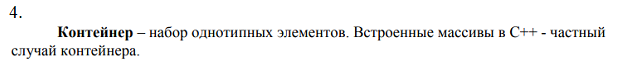 4.
Контейнер – набор однотипных элементов. Встроенные массивы в С++ - частный
случай контейнера.